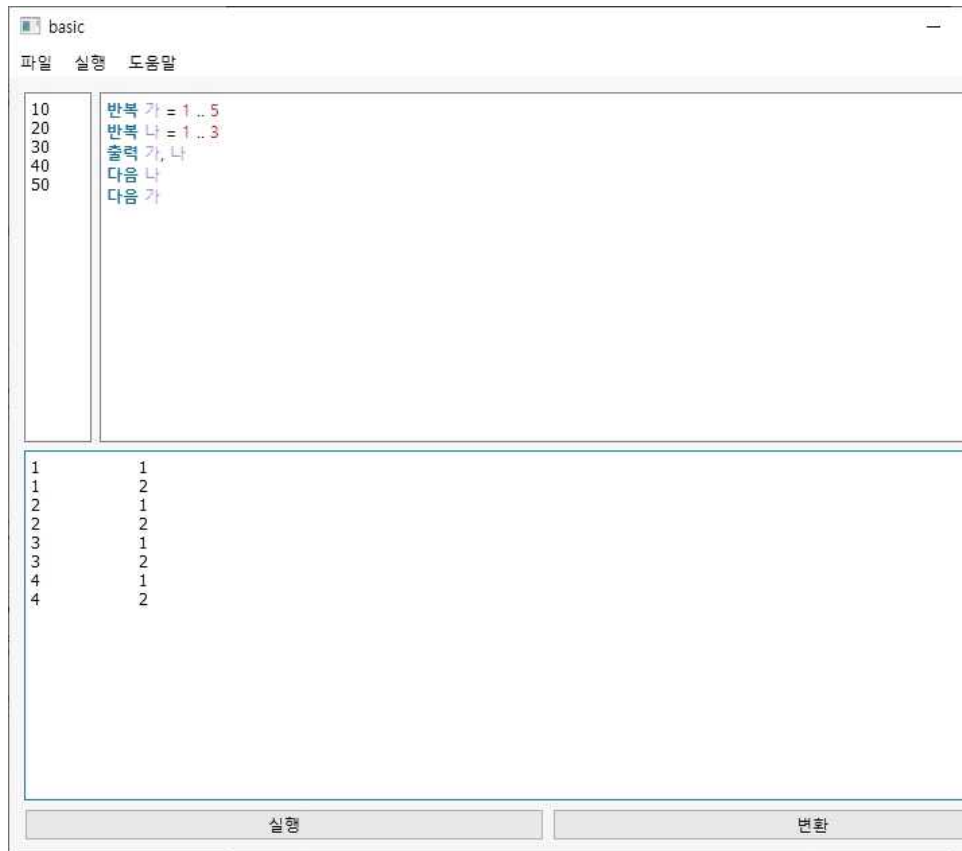 basic
파일 실행 도움말
10 반복 가 = 1 .. 5
20 반복 나 = 1 .. 3
30 출력 가, 나
40 다음 나
50 다음 가
1 1
1 2
2 1
2 2
3 1
3 2
4 1
4 2
실행 변환